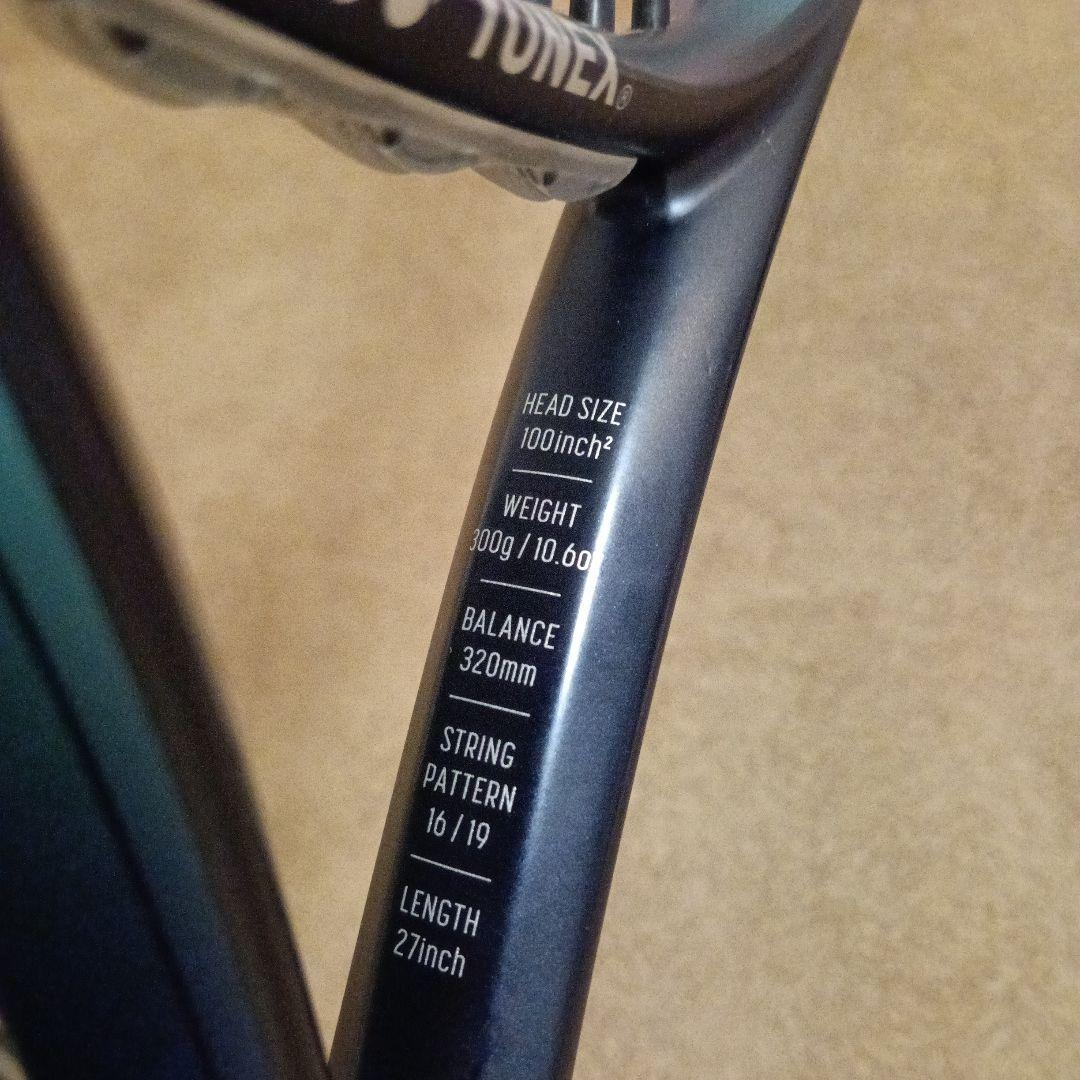 YONEX®
HEAD SIZE
100inch²
WEIGHT
300g / 10.6oz
BALANCE
320mm
STRING
PATTERN
16 / 19
LENGTH
27inch